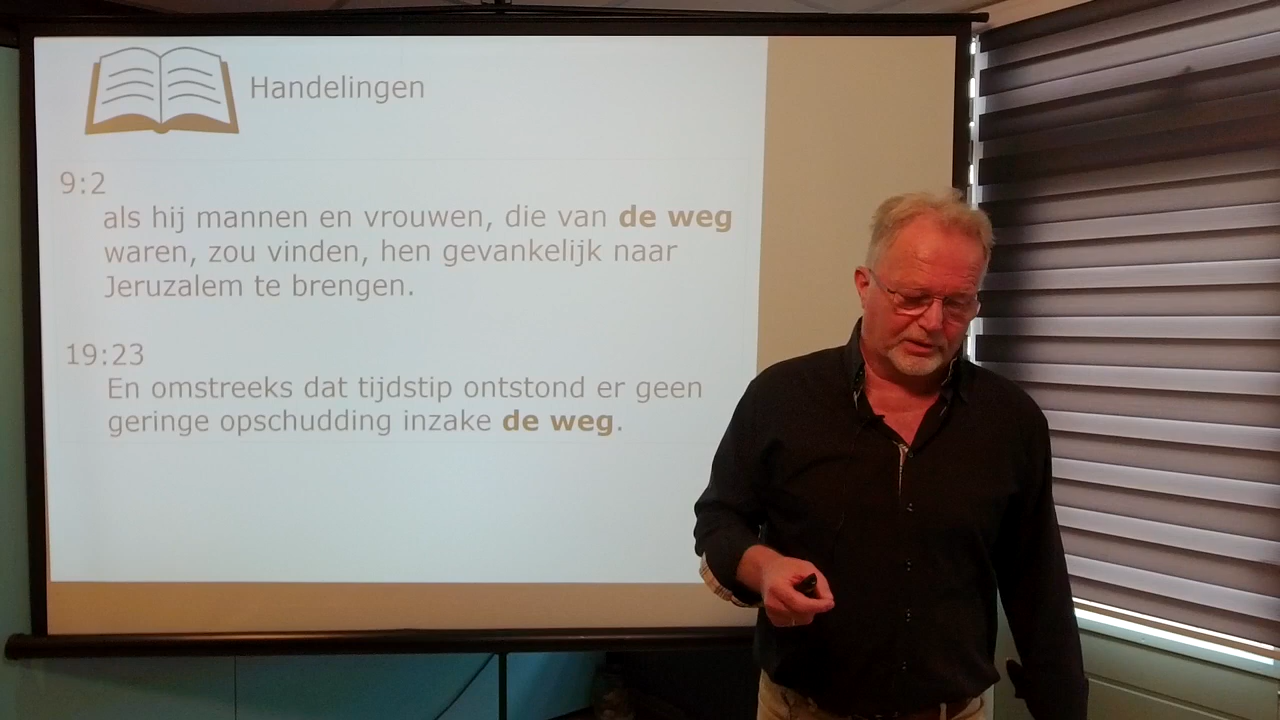 Handelingen
9:2
als hij mannen en vrouwen, die van de weg
waren, zou vinden, hen gevankelijk naar
Jeruzalem te brengen.
19:23
En omstreeks dat tijdstip ontstond er geen
geringe opschudding inzake de weg.